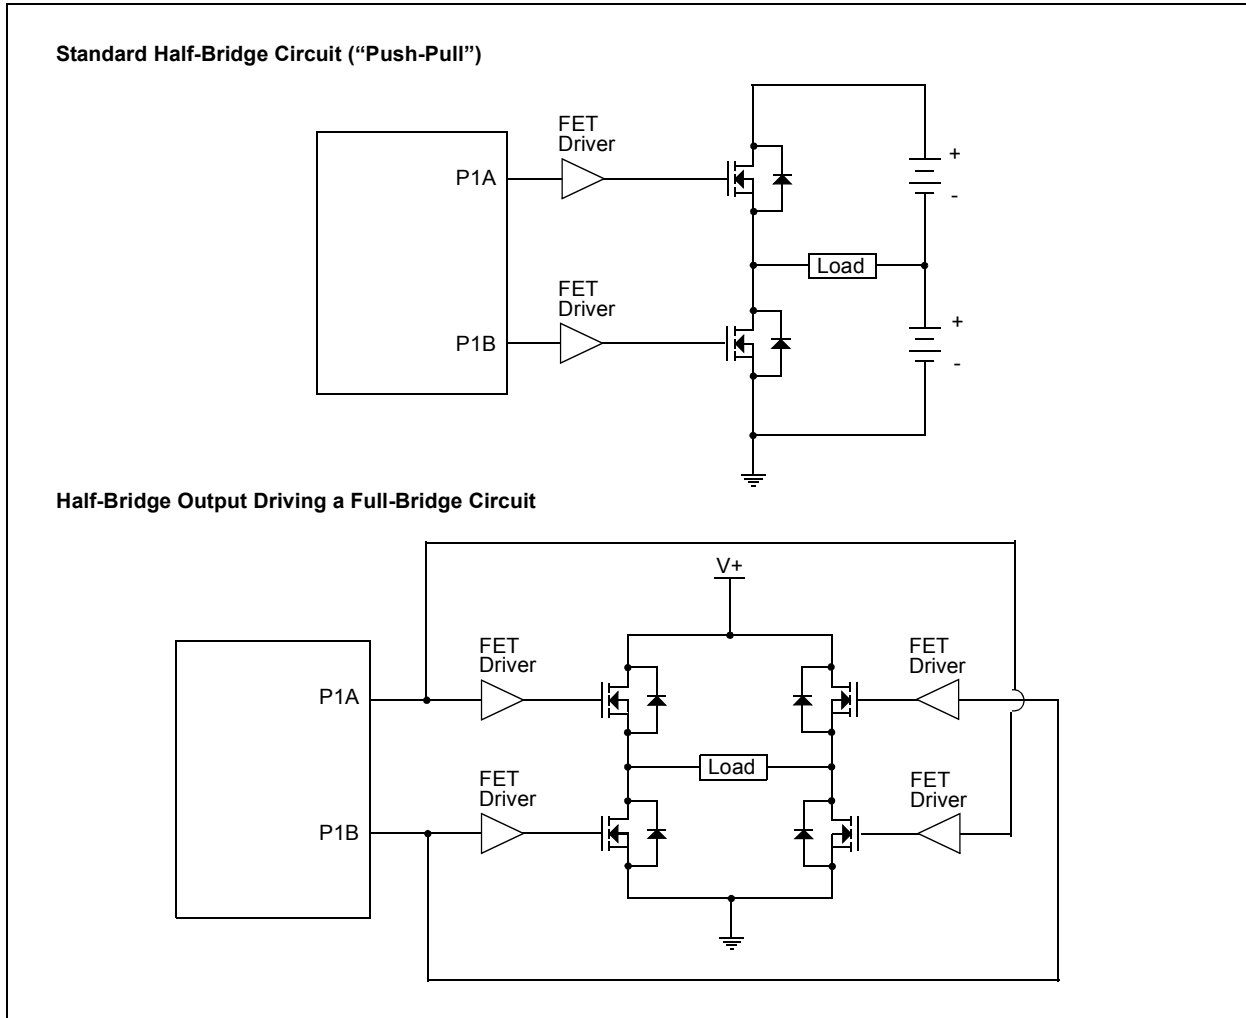 Standard Half-Bridge Circuit (“Push-Pull”)
FET
Driver
P1A
+
-
Load
FET
Driver
P1B
+
-
Half-Bridge Output Driving a Full-Bridge Circuit
V+
FET
Driver
FET
Driver
P1A
Load
FET
Driver
FET
Driver
P1B